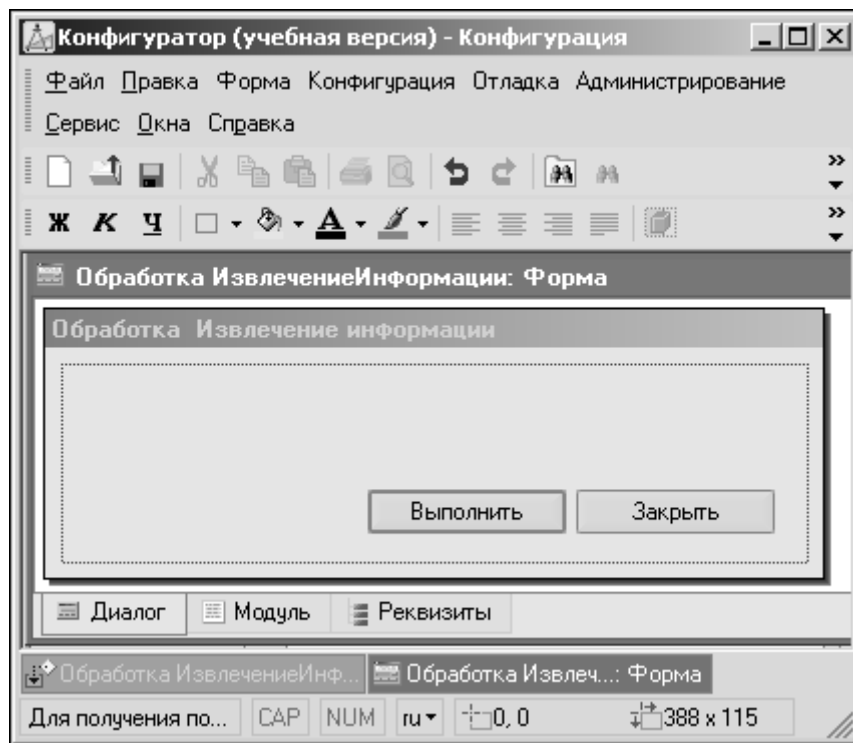 Конфигуратор (учебная версия) - Конфигурация
Файл Правка Форма Конфигурация Отладка Администрирование
Сервис Окна Справка
Ж К Ч А
Обработка ИзвлечениеИнформации: Форма
Обработка Извлечение информации
Выполнить Закрыть
Диалог Модуль Реквизиты
Обработка ИзвлечениеИнф... Обработка Извлеч...: Форма
Для получения по... CAP NUM ru 0, 0 388 x 115